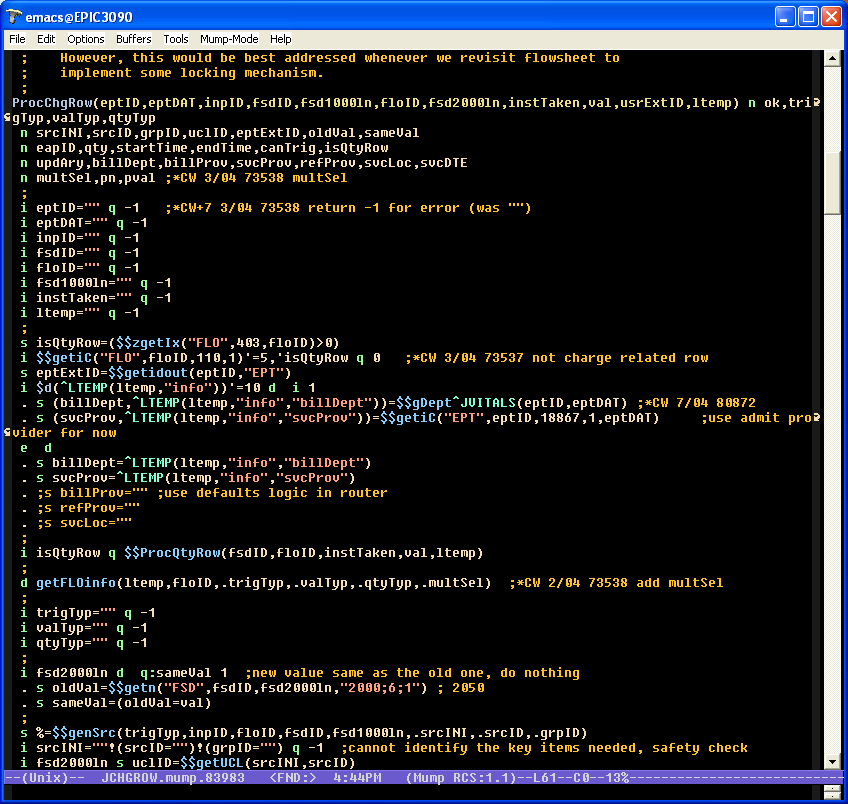 emacs@EPIC3090
File Edit Options Buffers Tools Mump-Mode Help
;    However, this would be best addressed whenever we revisit flowsheet to
;    implement some locking mechanism.
;
ProcChgRow(eptID,eptDAT,inpID,fsdID,fsd1000ln,floID,fsd2000ln,instTaken,val,usrExtID,ltemp) n ok,tri
gTyp,valTyp,qtyTyp
n srcINI,srcID,grpID,uclID,eptExtID,oldVal,sameVal
n eapID,qty,startTime,endTime,canTrig,isQtyRow
n updAry,billDept,billProv,svcProv,refProv,svcLoc,svcDTE
n multSel,pn,pval ;*CW 3/04 73538 multSel
;
i eptID="" q -1   ;*CW+7 3/04 73538 return -1 for error (was "")
i eptDAT="" q -1
i inpID="" q -1
i fsdID="" q -1
i floID="" q -1
i fsd1000ln="" q -1
i instTaken="" q -1
i ltemp="" q -1
;
s isQtyRow=($$zgetIx("FLO",403,floID)>0)
i $$getiC("FLO",floID,110,1)'=5,'isQtyRow q 0   ;*CW 3/04 73537 not charge related row
s eptExtID=$$getidout(eptID,"EPT")
i $d(^LTEMP(ltemp,"info"))'=10 d  i 1
. s (billDept,^LTEMP(ltemp,"info","billDept"))=$$gDept^JVITALS(eptID,eptDAT) ;*CW 7/04 80872
. s (svcProv,^LTEMP(ltemp,"info","svcProv"))=$$getiC("EPT",eptID,18867,1,eptDAT)     ;use admit pro
vider for now
e  d
. s billDept=^LTEMP(ltemp,"info","billDept")
. s svcProv=^LTEMP(ltemp,"info","svcProv")
. ;s billProv="" ;use defaults logic in router
. ;s refProv=""
. ;s svcLoc=""
;
i isQtyRow q $$ProcQtyRow(fsdID,floID,instTaken,val,ltemp)
;
d getFLOinfo(ltemp,floID,.trigTyp,.valTyp,.qtyTyp,.multSel)  ;*CW 2/04 73538 add multSel
;
i trigTyp="" q -1
i valTyp="" q -1
i qtyTyp="" q -1
;
i fsd2000ln d  q:sameVal 1  ;new value same as the old one, do nothing
. s oldVal=$$getn("FSD",fsdID,fsd2000ln,"2000;6;1") ; 2050
. s sameVal=(oldVal=val)
;
s %=$$genSrc(trigTyp,inpID,floID,fsdID,fsd1000ln,.srcINI,.srcID,.grpID)
i srcINI=""!(srcID="")!(grpID="") q -1  ;cannot identify the key items needed, safety check
i fsd2000ln s uclID=$$getUCL(srcINI,srcID)
--(Unix)--  JCHGROW.mump.83983   <FND:>  4:44PM   (Mump RCS:1.1)--L61--C0--13%--------------------------